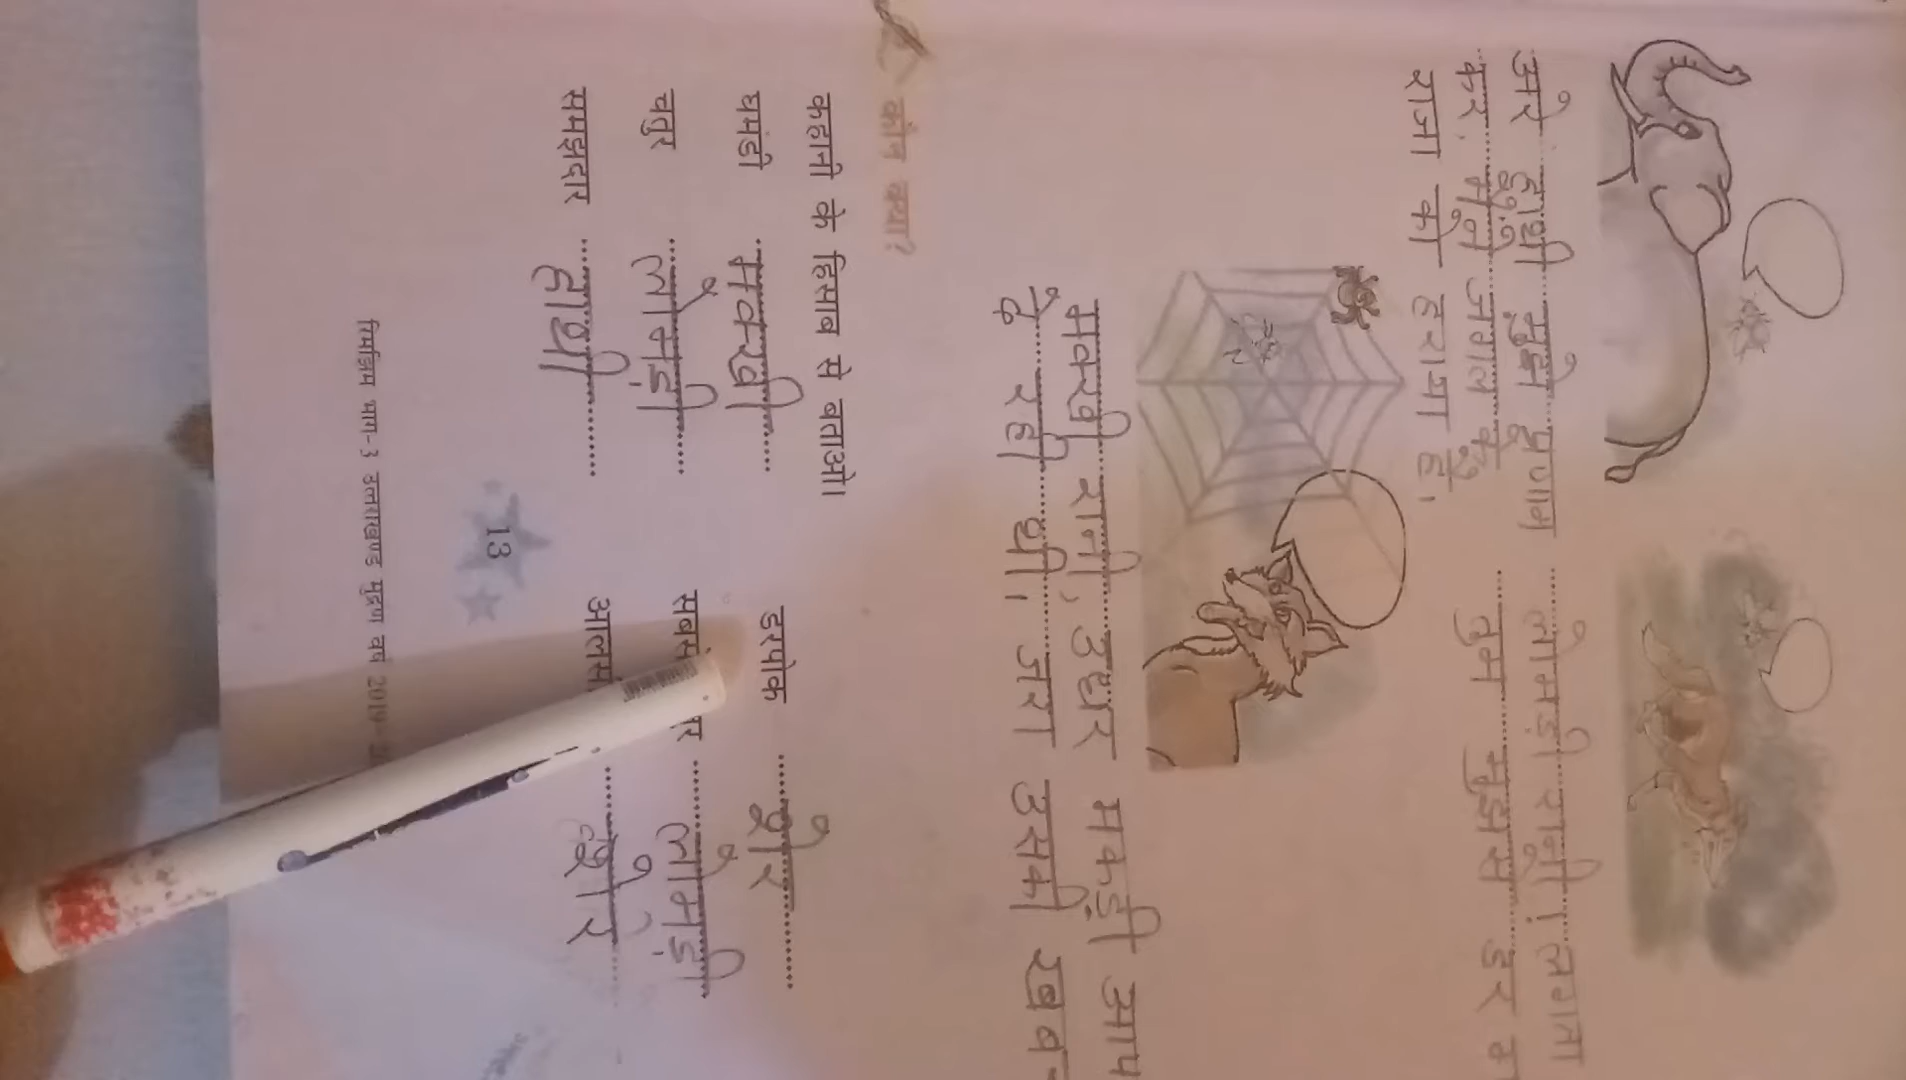 अरे हाथी मुझे प्रणाम
कर, मैंने जंगल के
राजा को हराया है।
लोमड़ी रानी! लगता
तुम मुझसे डर ग
मक्खी रानी, उधर मकड़ी आप
ढूँढ रही थी। जरा उसकी खब
कौन क्या?
कहानी के हिसाब से बताओ।
घमंडी मक्खी डरपोक शेर
चतुर लोमड़ी लोमड़ी
समझदार हाथी शेर
13
रिमझिम भाग-3 उत्तराखण्ड मुद्रण वर्ष 2019-